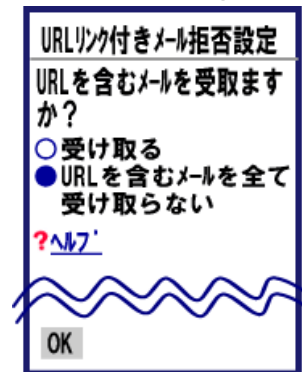 URLﾘﾝｸ付きﾒｰﾙ拒否設定
URLを含むﾒｰﾙを受取ます
か？
○受け取る
●URLを含むﾒｰﾙを全て
受け取らない
?ﾍﾙﾌﾟ
OK